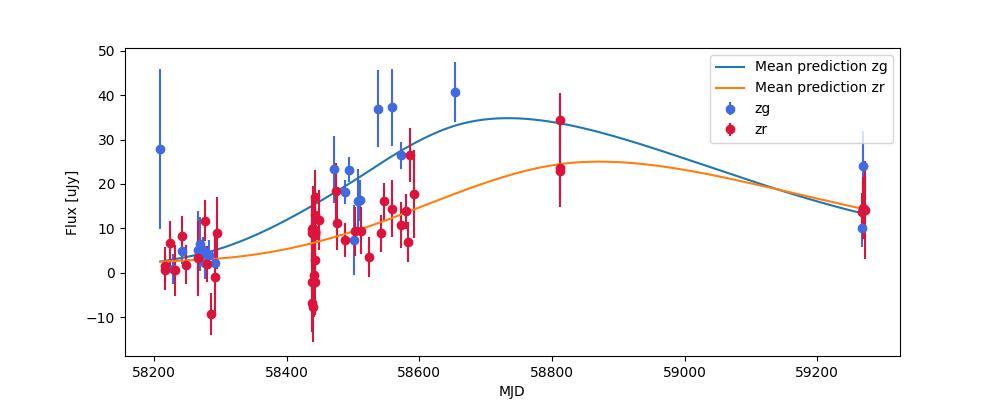 50
40
30
20
10
0
−10
Flux [uJy]
58200 58400 58600 58800 59000 59200
MJD
Mean prediction zg
Mean prediction zr
zg
zr